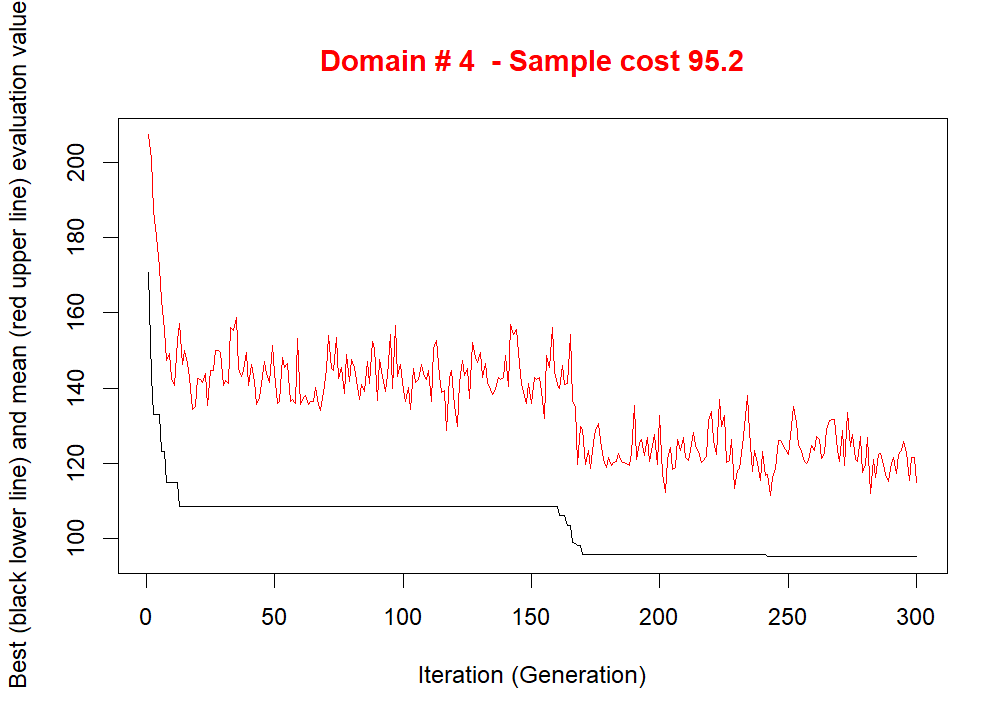 Domain # 4  - Sample cost 95.2
Best (black lower line) and mean (red upper line) evaluation value
200
180
160
140
120
100
0 50 100 150 200 250 300
Iteration (Generation)